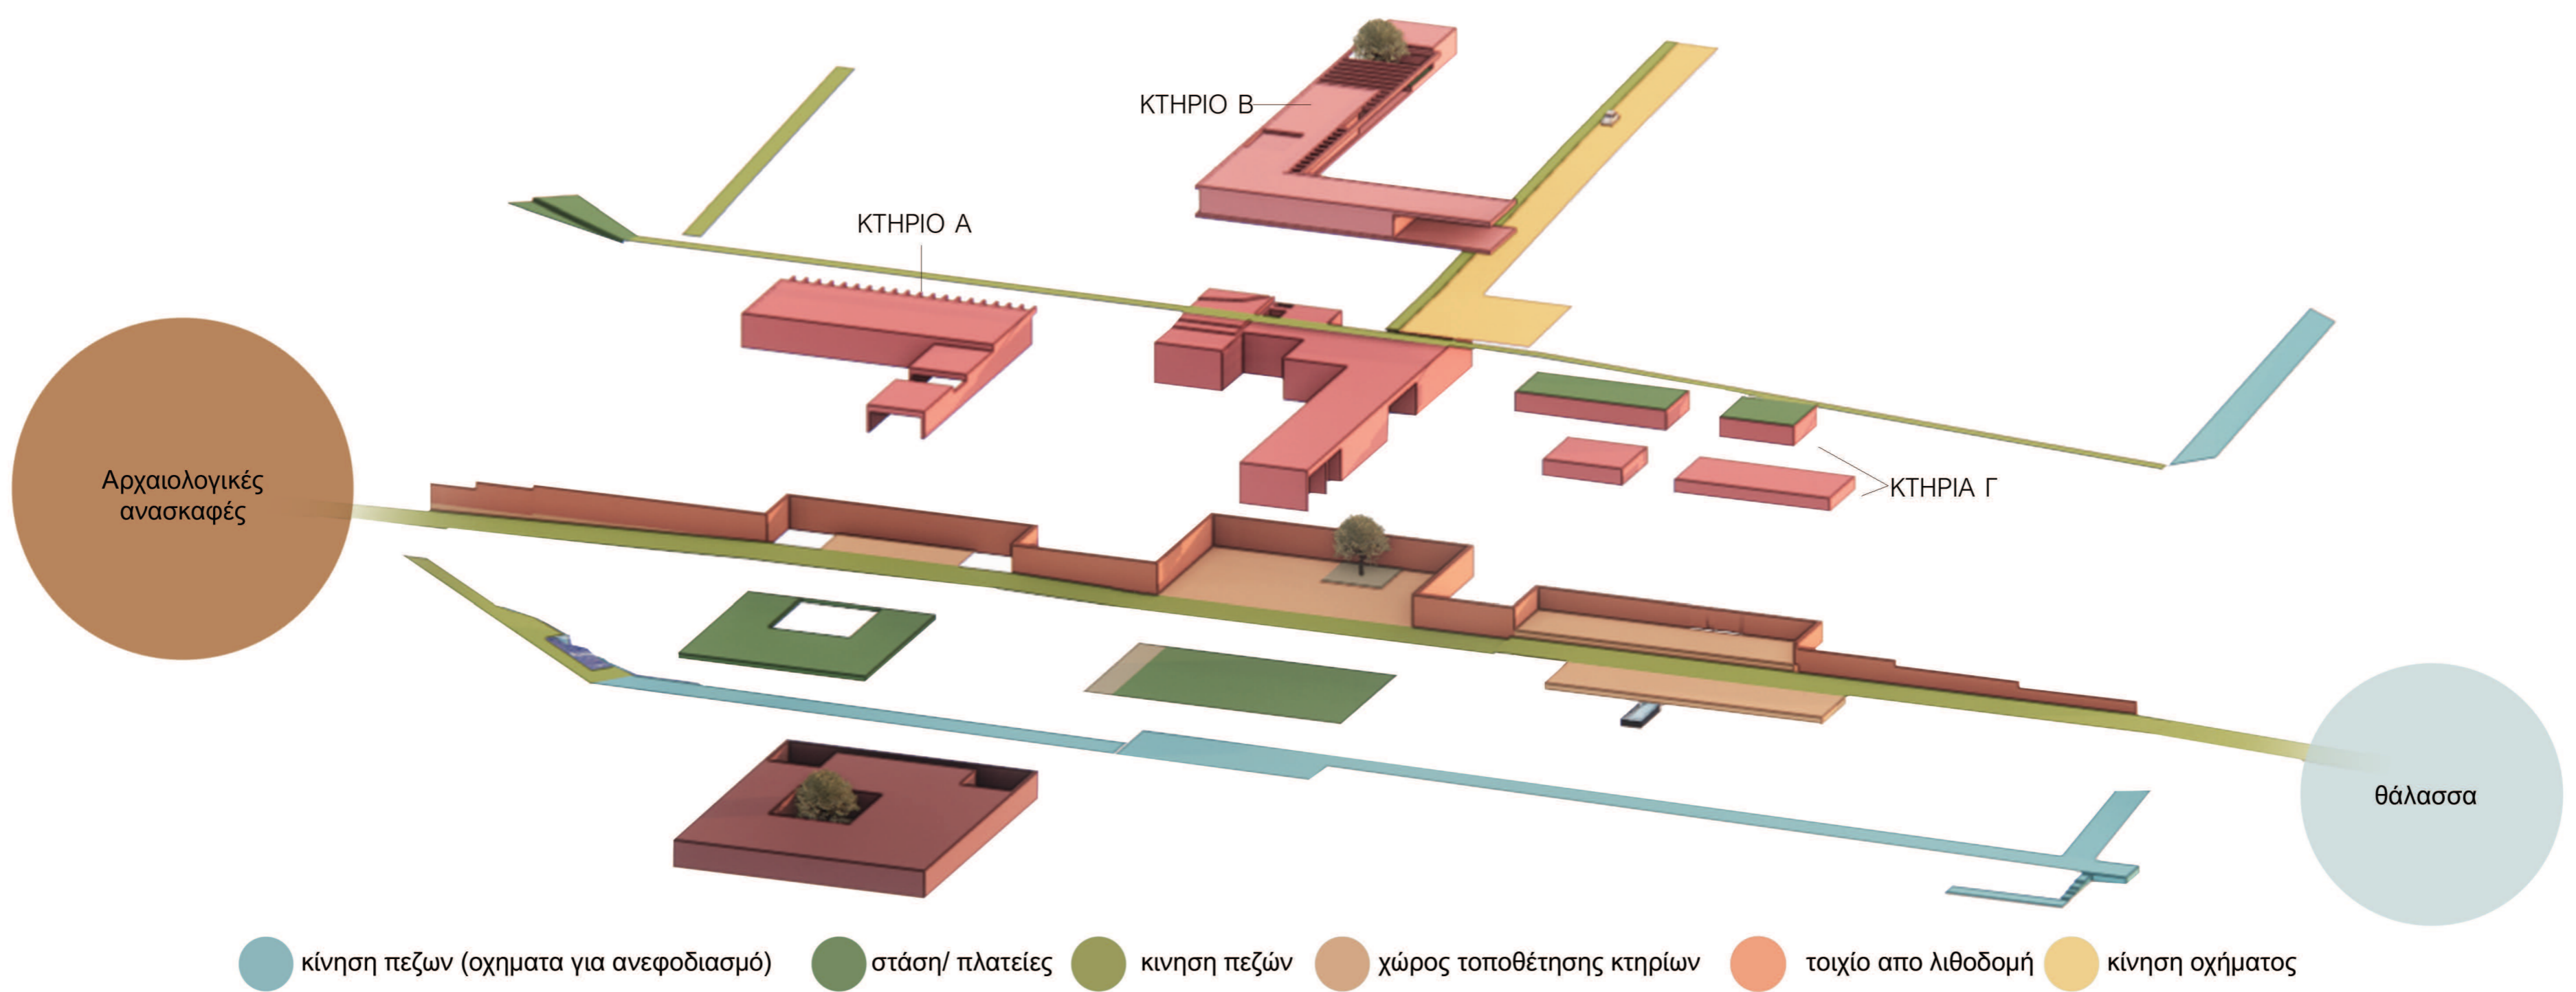 ΚΤΗΡΙΟ Β
ΚΤΗΡΙΟ Α
Αρχαιολογικές
ανασκαφές
ΚΤΗΡΙΑ Γ
θάλασσα
κίνηση πεζων (οχηματα για ανεφοδιασμό)
στάση/ πλατείες
κινηση πεζών
χώρος τοποθέτησης κτηρίων
τοιχίο απο λιθοδομή
κίνηση οχήματος